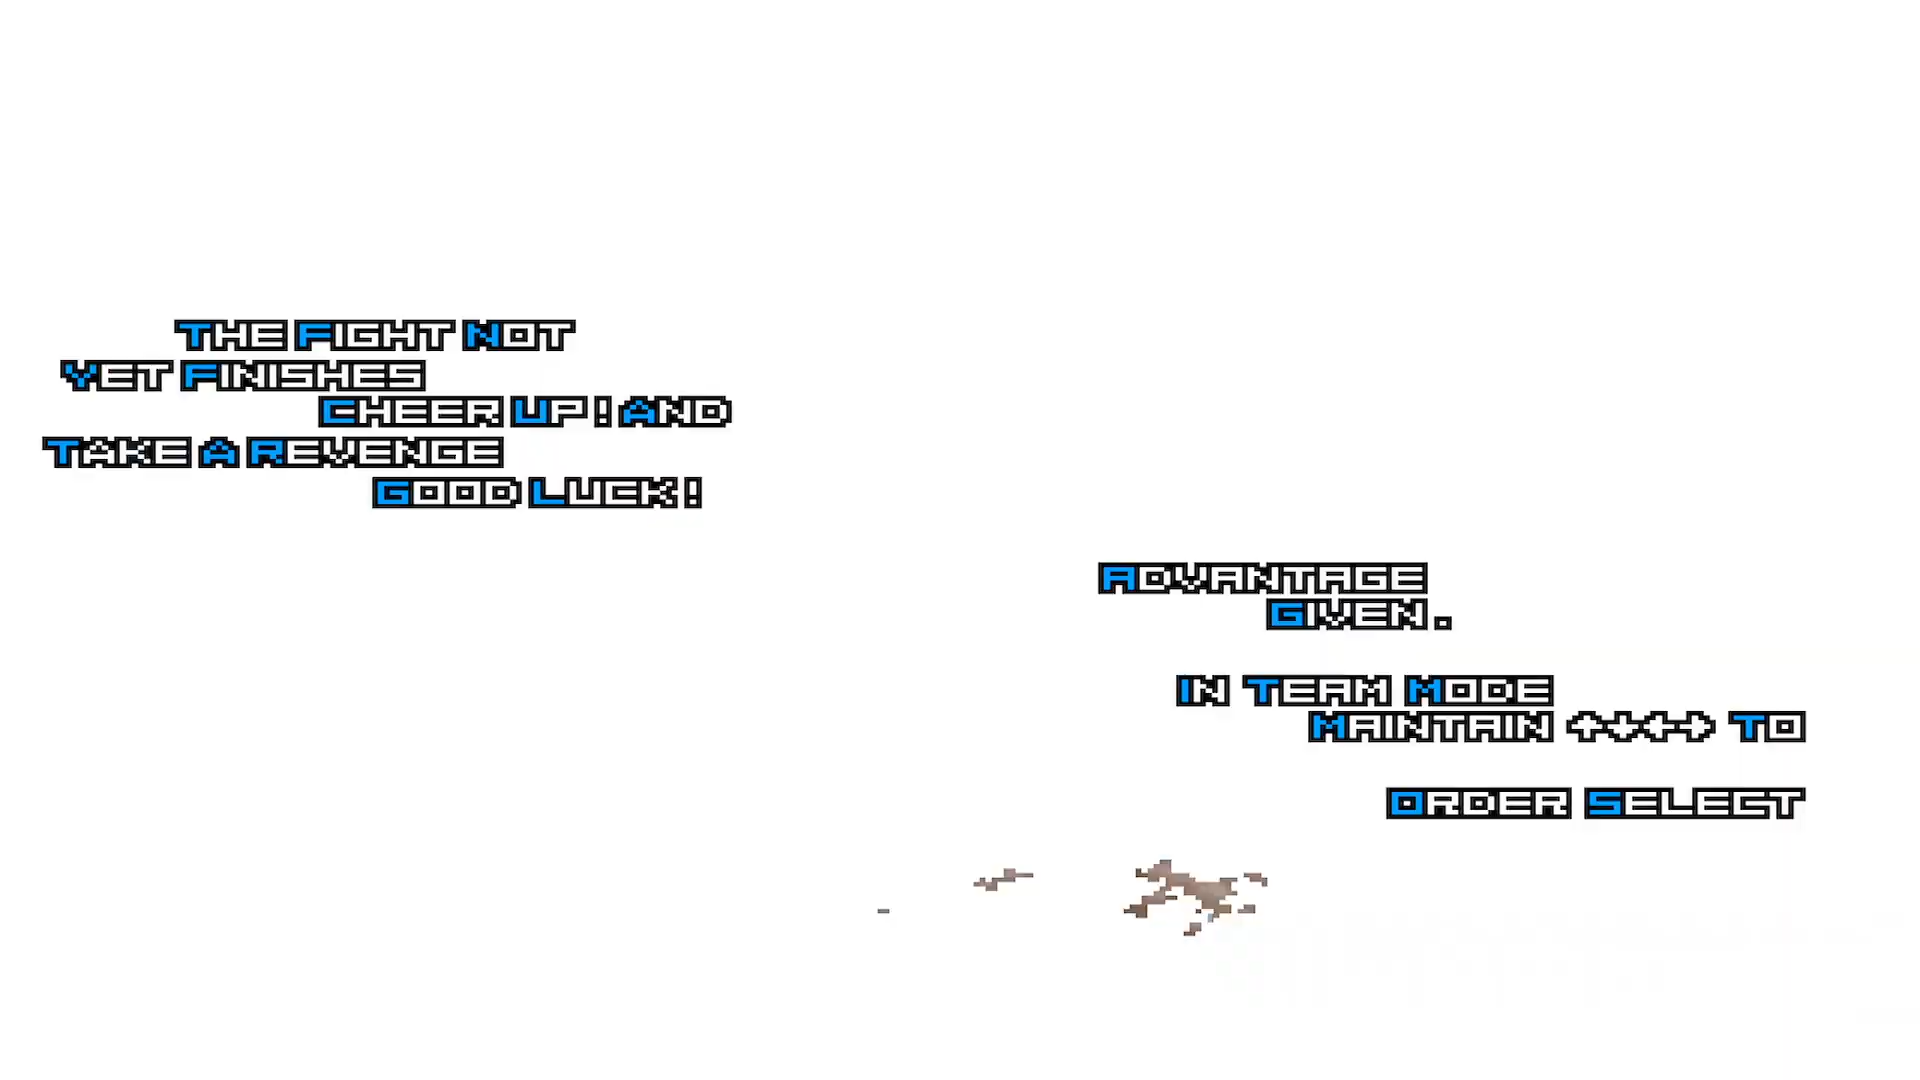 THE FIGHT NOT
YET FINISHES
CHEER UP! AND
TAKE A REVENGE
GOOD LUCK!
ADVANTAGE
GIVEN.
IN TEAM MODE
MAINTAIN ↑↓←→ TO
ORDER SELECT